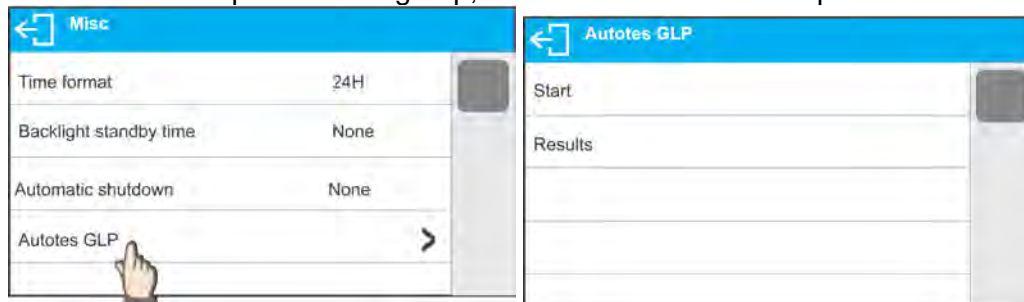 Misc
Time format 24H
Backlight standby time None
Automatic shutdown None
Autotes GLP >
Autotes GLP
Start
Results